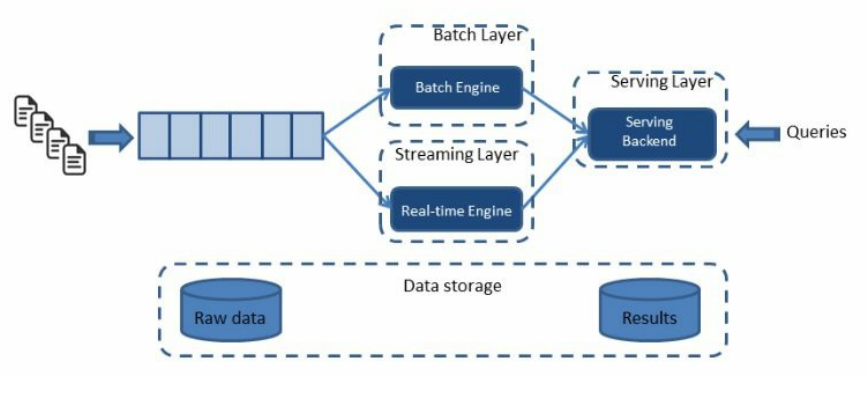 Batch Layer
Batch Engine
Serving Layer
Serving
Backend
Queries
Streaming Layer
Real-time Engine
Data storage
Raw data
Results